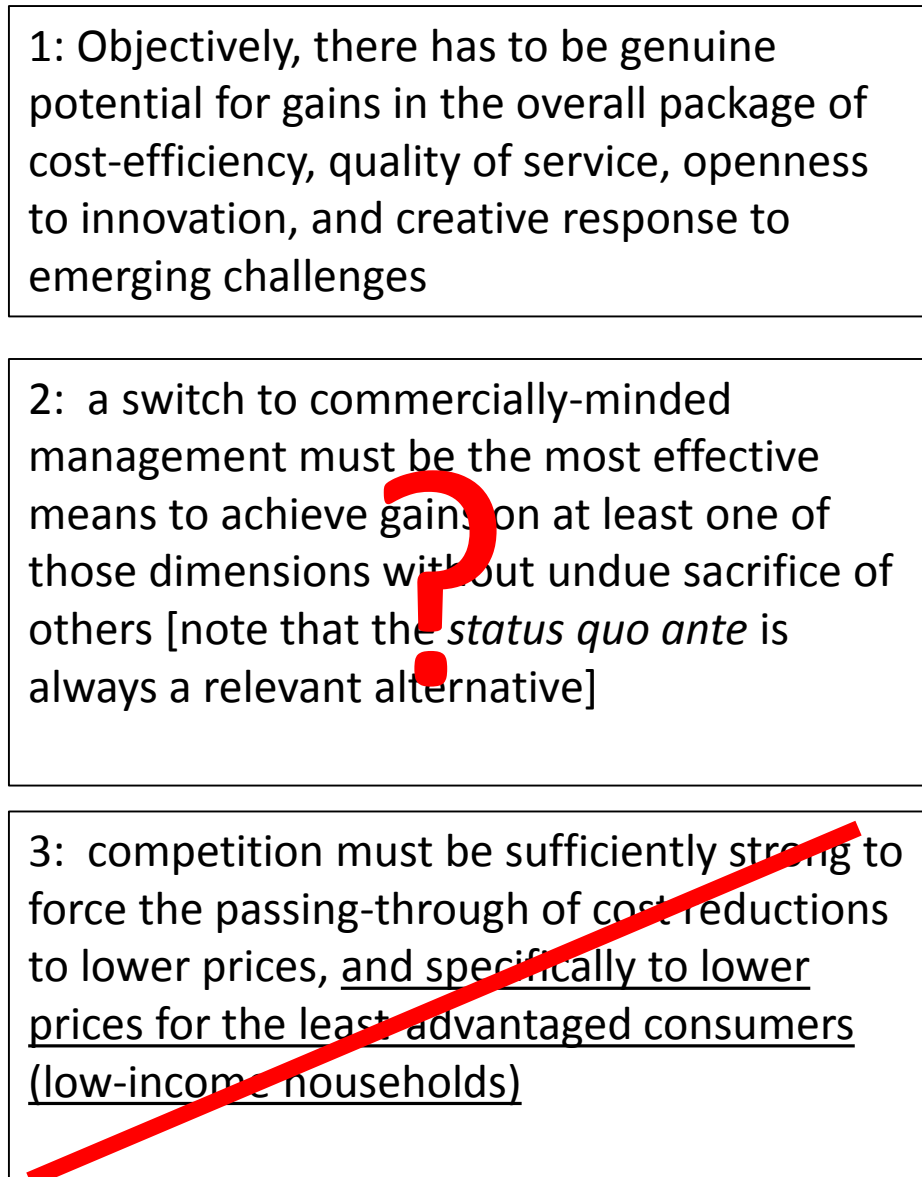 1: Objectively, there has to be genuine
potential for gains in the overall package of
cost-efficiency, quality of service, openness
to innovation, and creative response to
emerging challenges
2:  a switch to commercially-minded
management must be the most effective
means to achieve gains on at least one of
those dimensions without undue sacrifice of
others [note that the status quo ante is
always a relevant alternative]
?
3:  competition must be sufficiently strong to
force the passing-through of cost reductions
to lower prices, and specifically to lower
prices for the least-advantaged consumers
(low-income households)